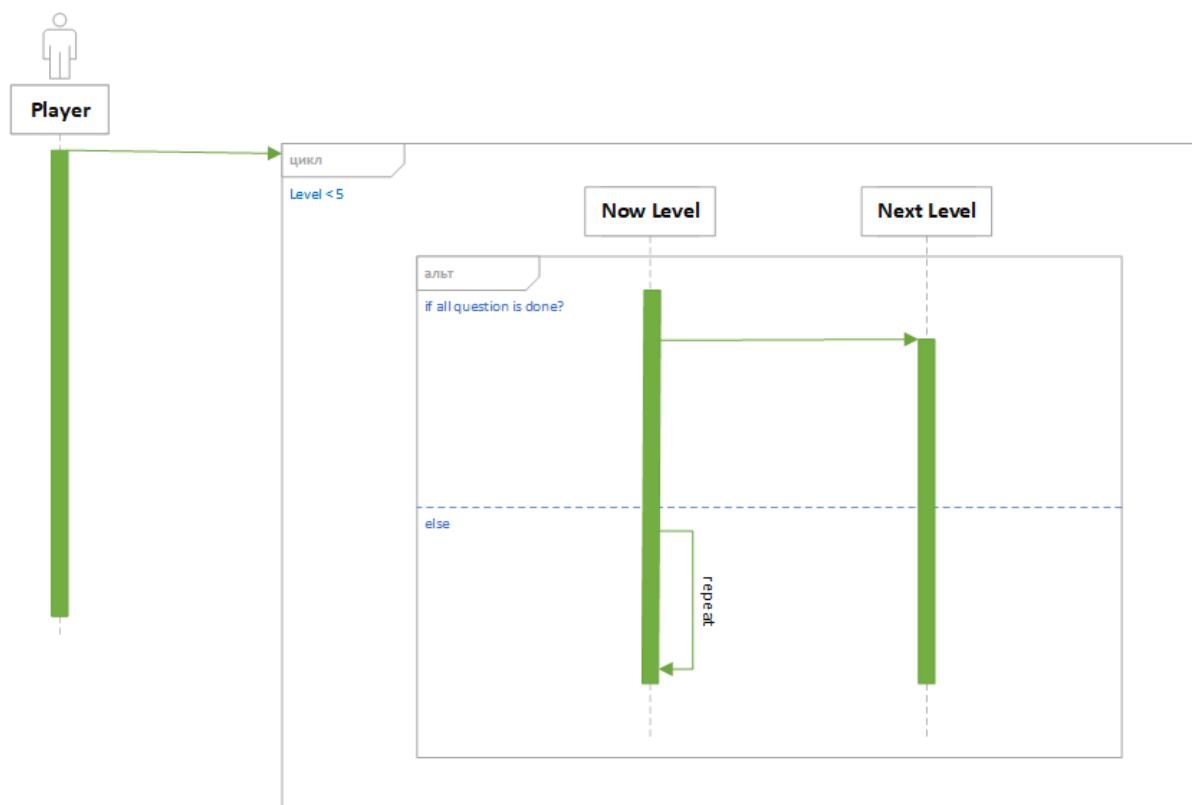 Player
цикл
Level < 5
Now Level
Next Level
альт
if all question is done?
else
repeat